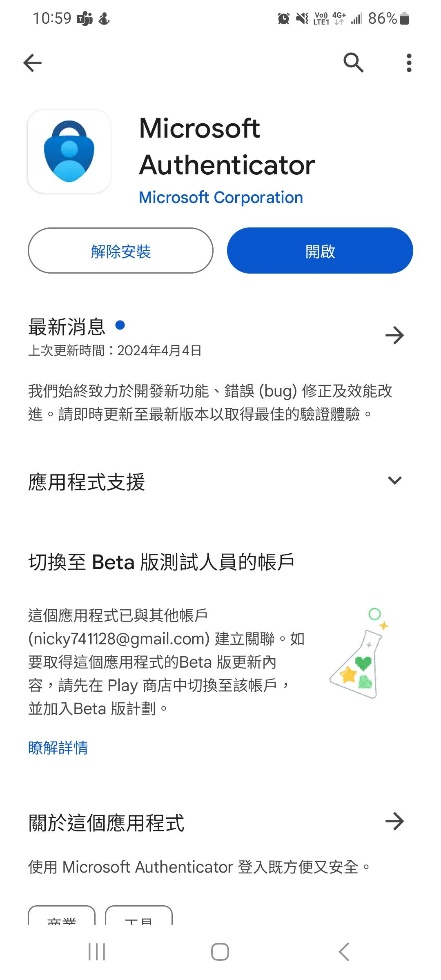 10:59 Vo)) LTE1 4G+ 86%
Microsoft
Authenticator
Microsoft Corporation
解除安裝 開啟
最新消息
上次更新時間：2024年4月4日
我們始終致力於開發新功能、錯誤 (bug) 修正及效能改
進。請即時更新至最新版本以取得最佳的驗證體驗。
應用程式支援
切換至 Beta 版測試人員的帳戶
這個應用程式已與其他帳戶
(nicky741128@gmail.com) 建立關聯。如
要取得這個應用程式的Beta 版更新內
容，請先在 Play 商店中切換至該帳戶，
並加入Beta 版計劃。
瞭解詳情
關於這個應用程式
使用 Microsoft Authenticator 登入既方便又安全。
商業 工具